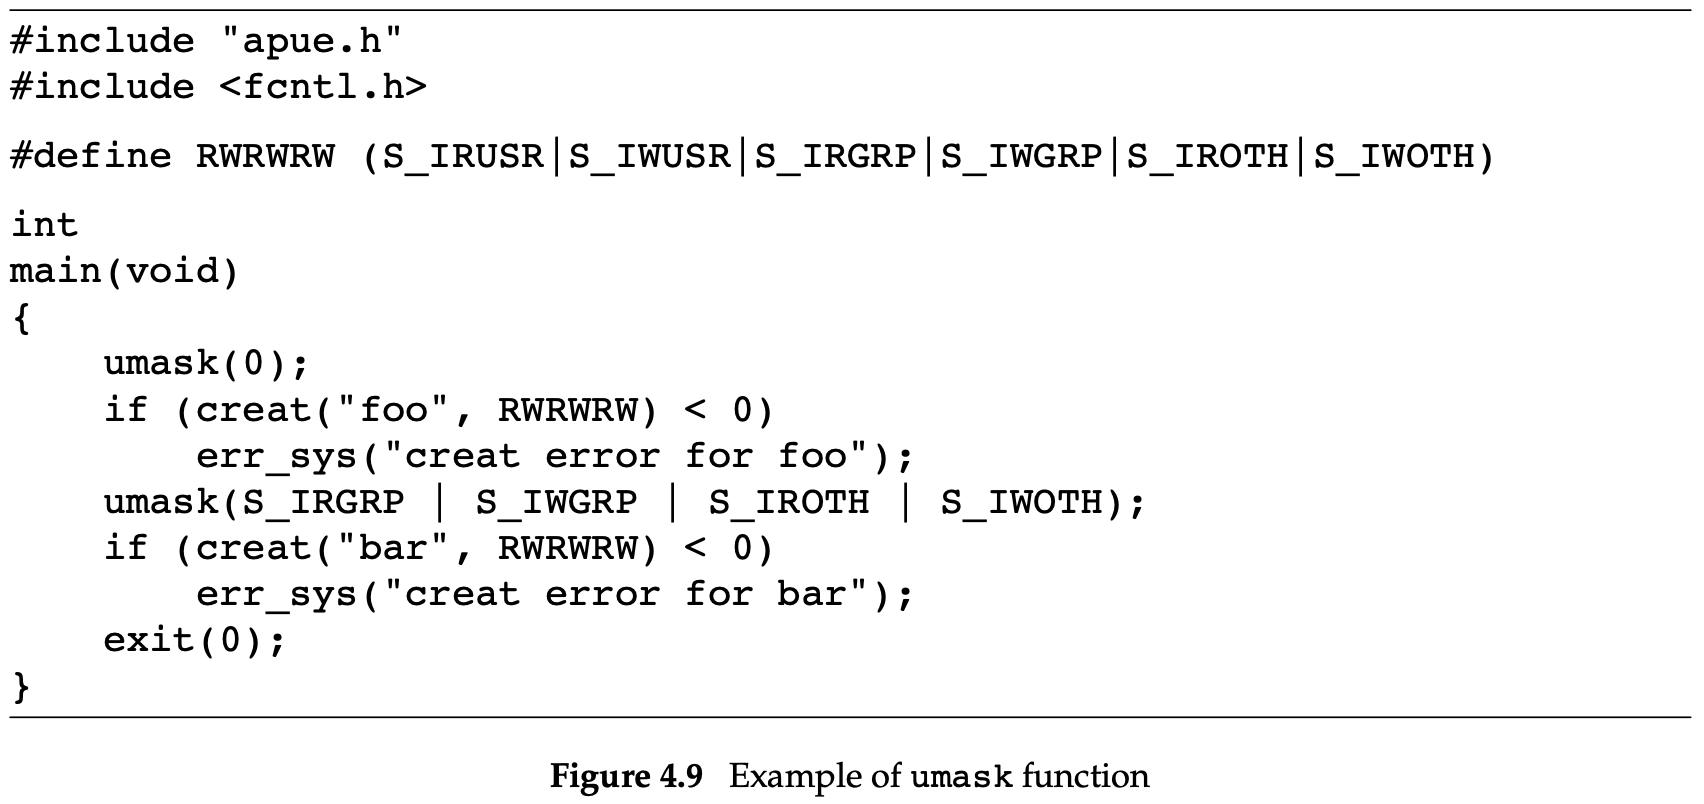 #include "apue.h"
#include <fcntl.h>
#define RWRWRW (S_IRUSR|S_IWUSR|S_IRGRP|S_IWGRP|S_IROTH|S_IWOTH)
int
main(void)
{
    umask(0);
    if (creat("foo", RWRWRW) < 0)
        err_sys("creat error for foo");
    umask(S_IRGRP | S_IWGRP | S_IROTH | S_IWOTH);
    if (creat("bar", RWRWRW) < 0)
        err_sys("creat error for bar");
    exit(0);
}
Figure 4.9 Example of umask function